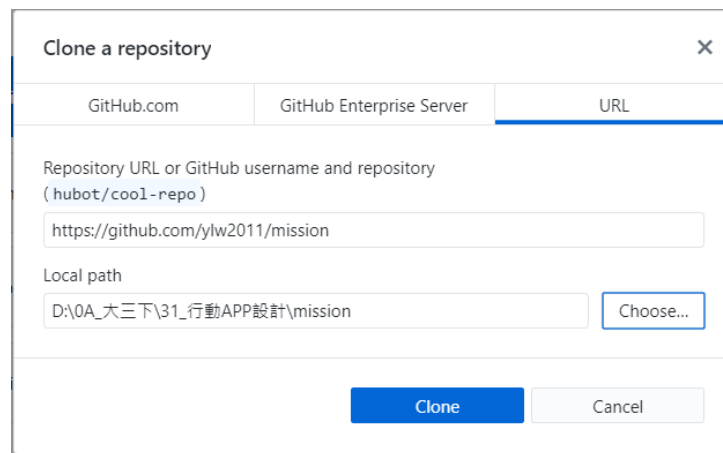 Clone a repository
GitHub.com
GitHub Enterprise Server
URL
Repository URL or GitHub username and repository
(hubot/cool-repo)
https://github.com/ylw2011/mission
Local path
D:\0A_大三下\31_行動APP設計\mission
Choose...
Clone
Cancel